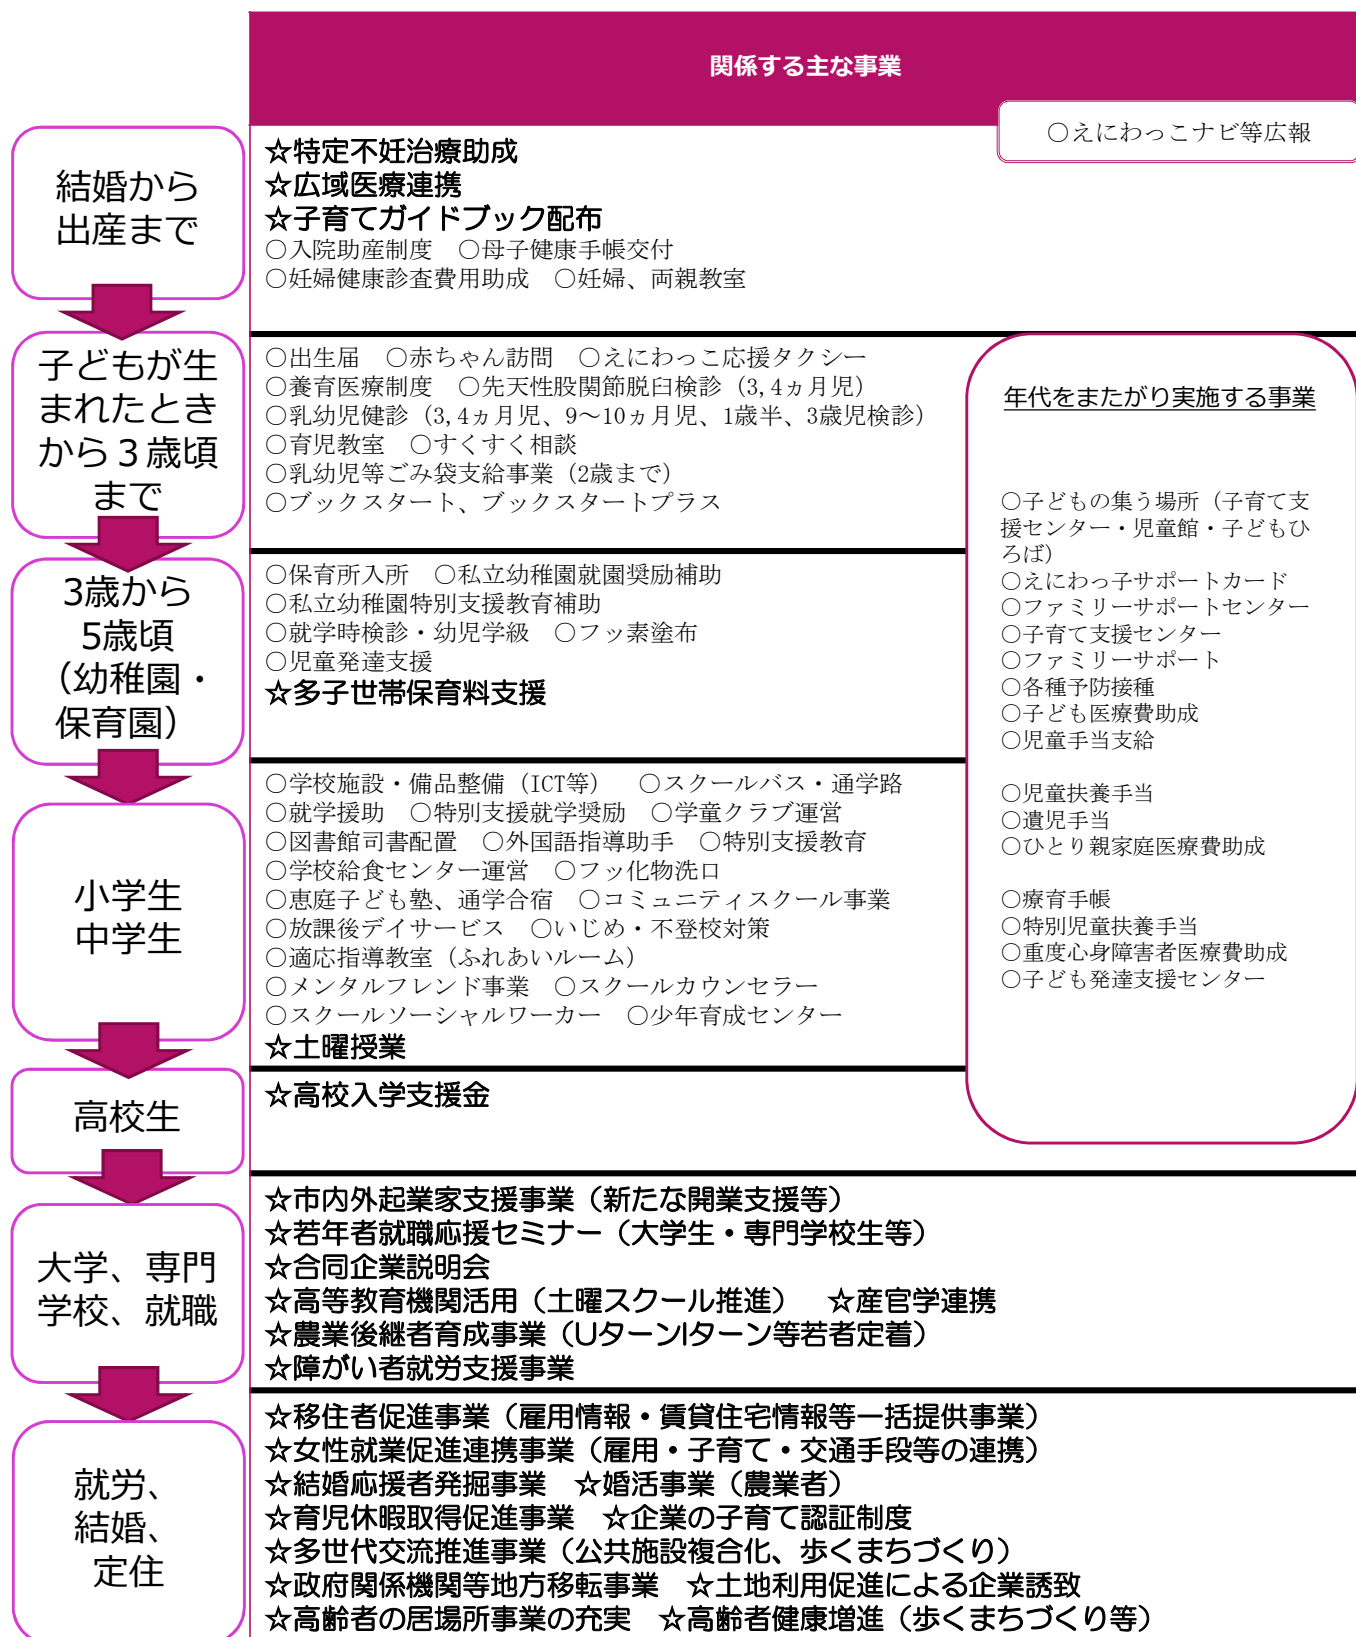 関係する主な事業
○えにわっこナビ等広報
結婚から
出産まで
☆特定不妊治療助成
☆広域医療連携
☆子育てガイドブック配布
○入院助産制度　○母子健康手帳交付
○妊婦健康診査費用助成　○妊婦、両親教室
子どもが生
まれたとき
から３歳頃
まで
○出生届　○赤ちゃん訪問　○えにわっこ応援タクシー
○養育医療制度　○先天性股関節脱臼検診（3,4ヵ月児）
○乳幼児健診（3,4ヵ月児、9～10ヵ月児、1歳半、3歳児検診）
○育児教室　○すくすく相談
○乳幼児等ごみ袋支給事業（2歳まで）
○ブックスタート、ブックスタートプラス
3歳から
5歳頃
（幼稚園・
保育園）
○保育所入所　○私立幼稚園就園奨励補助
○私立幼稚園特別支援教育補助
○就学時検診・幼児学級　○フッ素塗布
○児童発達支援
☆多子世帯保育料支援
小学生
中学生
○学校施設・備品整備（ICT等）　○スクールバス・通学路
○就学援助　○特別支援就学奨励　○学童クラブ運営
○図書館司書配置　○外国語指導助手　○特別支援教育
○学校給食センター運営　○フッ化物洗口
○恵庭子ども塾、通学合宿　○コミュニティスクール事業
○放課後デイサービス　○いじめ・不登校対策
○適応指導教室（ふれあいルーム）
○メンタルフレンド事業　○スクールカウンセラー
○スクールソーシャルワーカー　○少年育成センター
☆土曜授業
高校生
☆高校入学支援金
年代をまたがり実施する事業
○子どもの集う場所（子育て支
援センター・児童館・子どもひ
ろば）
○えにわっ子サポートカード
○ファミリーサポートセンター
○子育て支援センター
○ファミリーサポート
○各種予防接種
○子ども医療費助成
○児童手当支給
○児童扶養手当
○遺児手当
○ひとり親家庭医療費助成
○療育手帳
○特別児童扶養手当
○重度心身障害者医療費助成
○子ども発達支援センター
大学、専門
学校、就職
☆市内外起業家支援事業（新たな開業支援等）
☆若年者就職応援セミナー（大学生・専門学校生等）
☆合同企業説明会
☆高等教育機関活用（土曜スクール推進）　☆産官学連携
☆農業後継者育成事業（UターンIターン等若者定着）
☆障がい者就労支援事業
就労、
結婚、
定住
☆移住者促進事業（雇用情報・賃貸住宅情報等一括提供事業）
☆女性就業促進連携事業（雇用・子育て・交通手段等の連携）
☆結婚応援者発掘事業　☆婚活事業（農業者）
☆育児休暇取得促進事業　☆企業の子育て認証制度
☆多世代交流推進事業（公共施設複合化、歩くまちづくり）
☆政府関係機関等地方移転事業　☆土地利用促進による企業誘致
☆高齢者の居場所事業の充実　☆高齢者健康増進（歩くまちづくり等）